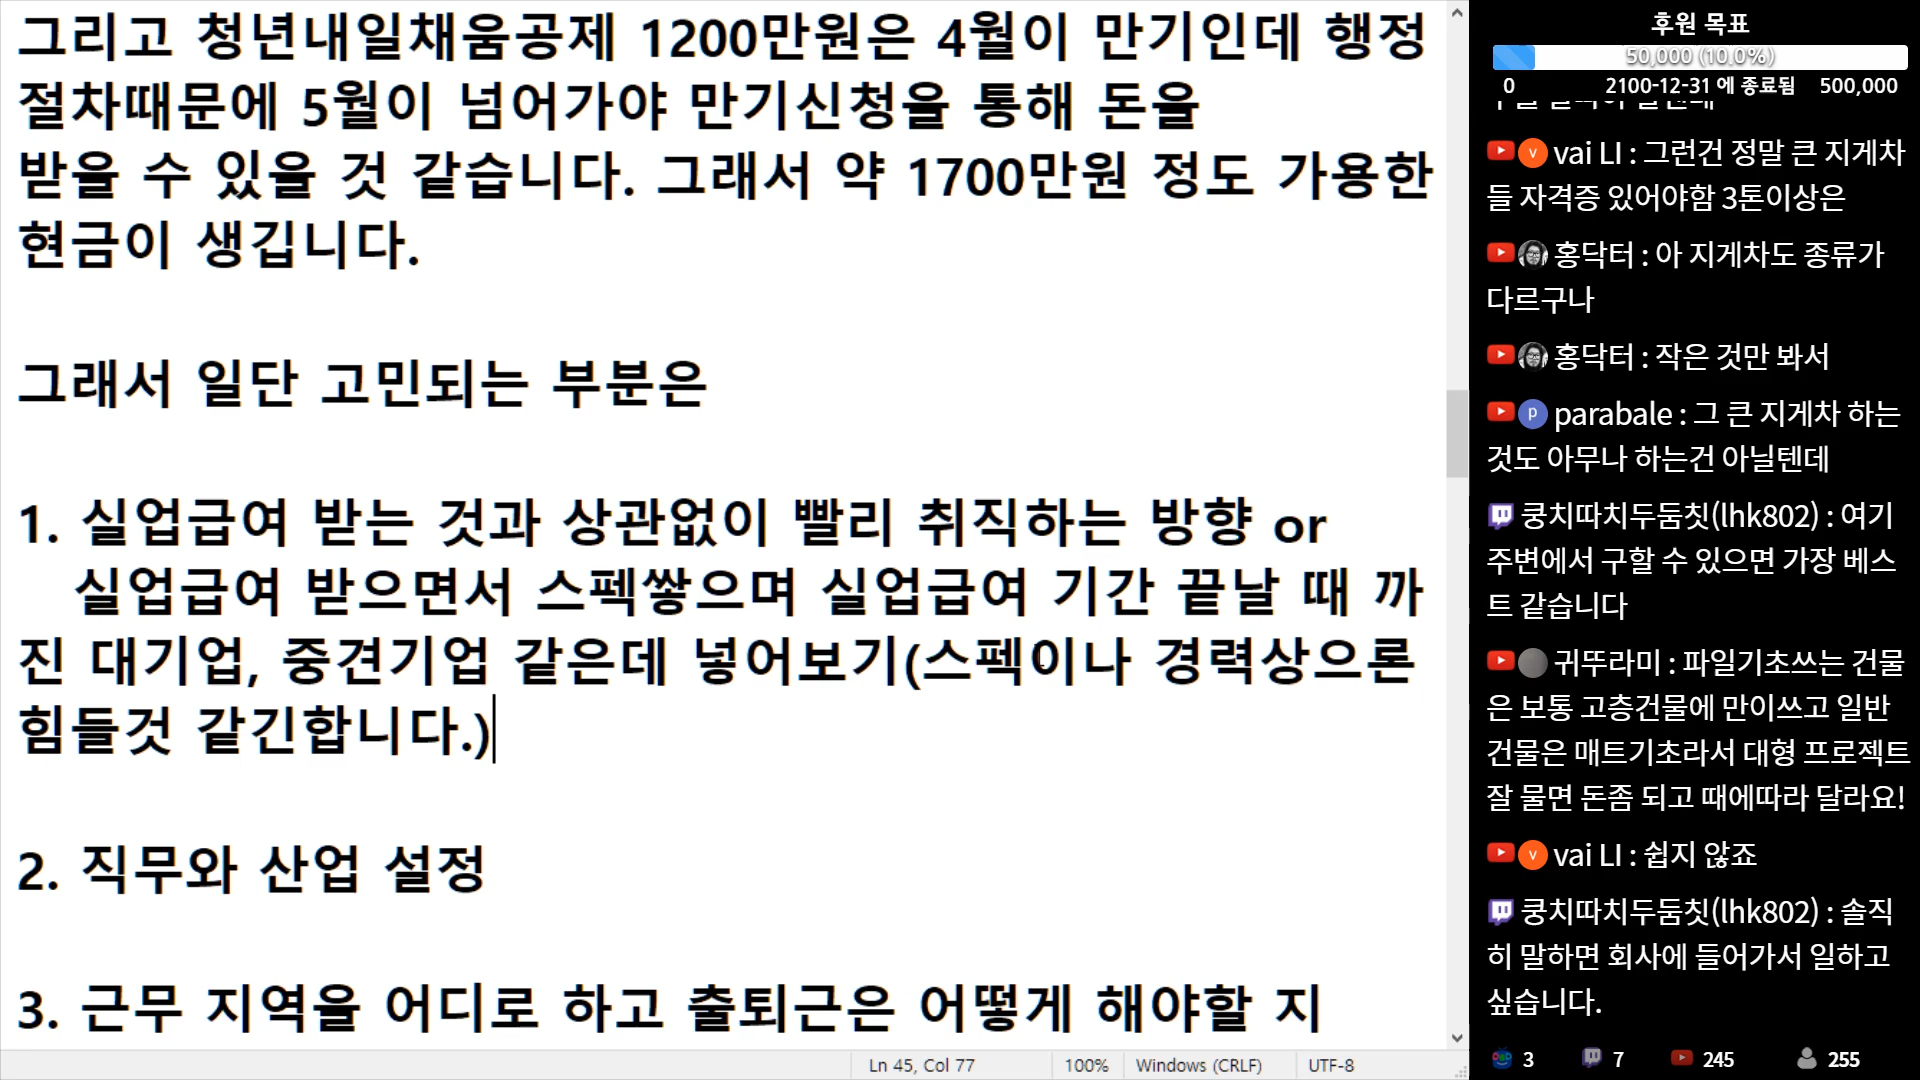 그리고 청년내일채움공제 1200만원은 4월이 만기인데 행정
절차때문에 5월이 넘어가야 만기신청을 통해 돈을
받을 수 있을 것 같습니다. 그래서 약 1700만원 정도 가용한
현금이 생깁니다.
그래서 일단 고민되는 부분은
1. 실업급여 받는 것과 상관없이 빨리 취직하는 방향 or
실업급여 받으면서 스펙쌓으며 실업급여 기간 끝날 때 까
진 대기업, 중견기업 같은데 넣어보기(스펙이나 경력상으론
힘들것 같긴합니다.)
2. 직무와 산업 설정
3. 근무 지역을 어디로 하고 출퇴근은 어떻게 해야할 지
Ln 45, Col 77
100%
Windows (CRLF)
UTF-8
후원 목표
50,000 (10.0%)
0 2100-12-31 에 종료됨 500,000
v vai LI : 그런건 정말 큰 지게차
들 자격증 있어야함 3톤이상은
홍닥터 : 아 지게차도 종류가
다르구나
홍닥터 : 작은 것만 봐서
p parabale : 그 큰 지게차 하는
것도 아무나 하는건 아닐텐데
쿵치따치두둠칫(lhk802) : 여기
주변에서 구할 수 있으면 가장 베스
트 같습니다
귀뚜라미 : 파일기초쓰는 건물
은 보통 고층건물에 만이쓰고 일반
건물은 매트기초라서 대형 프로젝트
잘 물면 돈좀 되고 때에따라 달라요!
v vai LI : 쉽지 않죠
쿵치따치두둠칫(lhk802) : 솔직
히 말하면 회사에 들어가서 일하고
싶습니다.
3 7 245 255